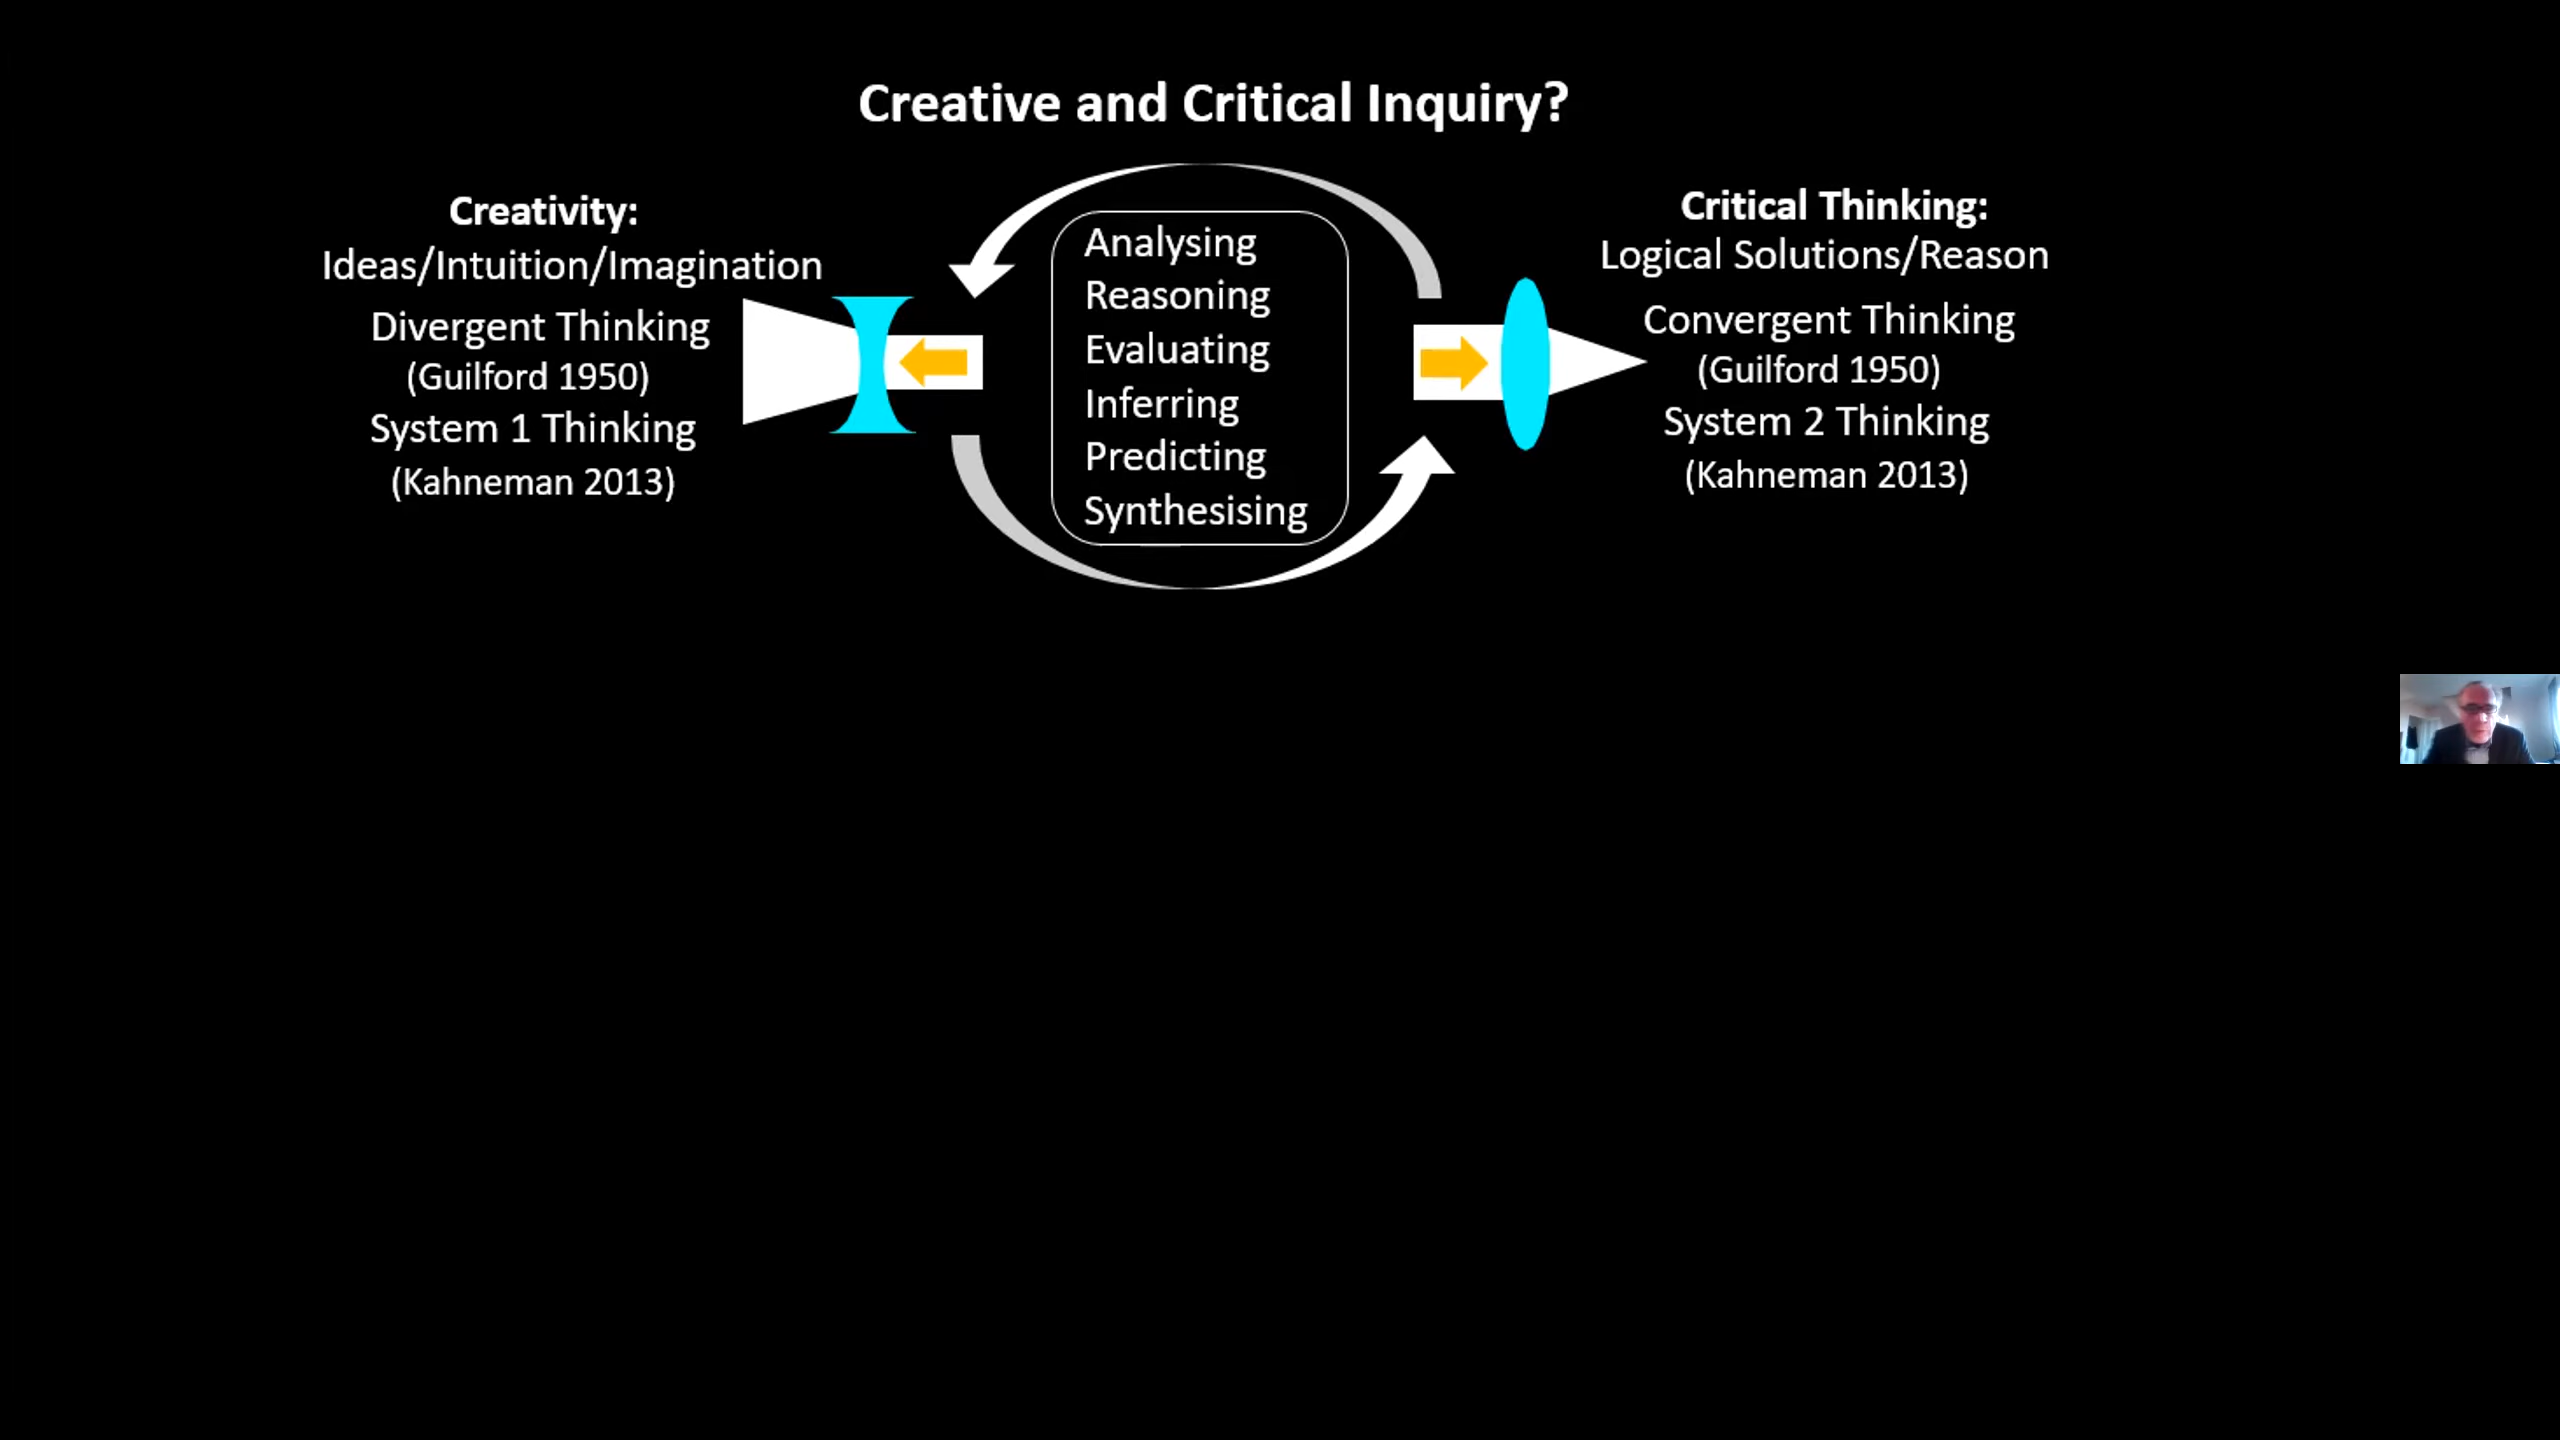 Creative and Critical Inquiry?
Creativity:
Ideas/Intuition/Imagination
Divergent Thinking
(Guilford 1950)
System 1 Thinking
(Kahneman 2013)
Analysing
Reasoning
Evaluating
Inferring
Predicting
Synthesising
Critical Thinking:
Logical Solutions/Reason
Convergent Thinking
(Guilford 1950)
System 2 Thinking
(Kahneman 2013)